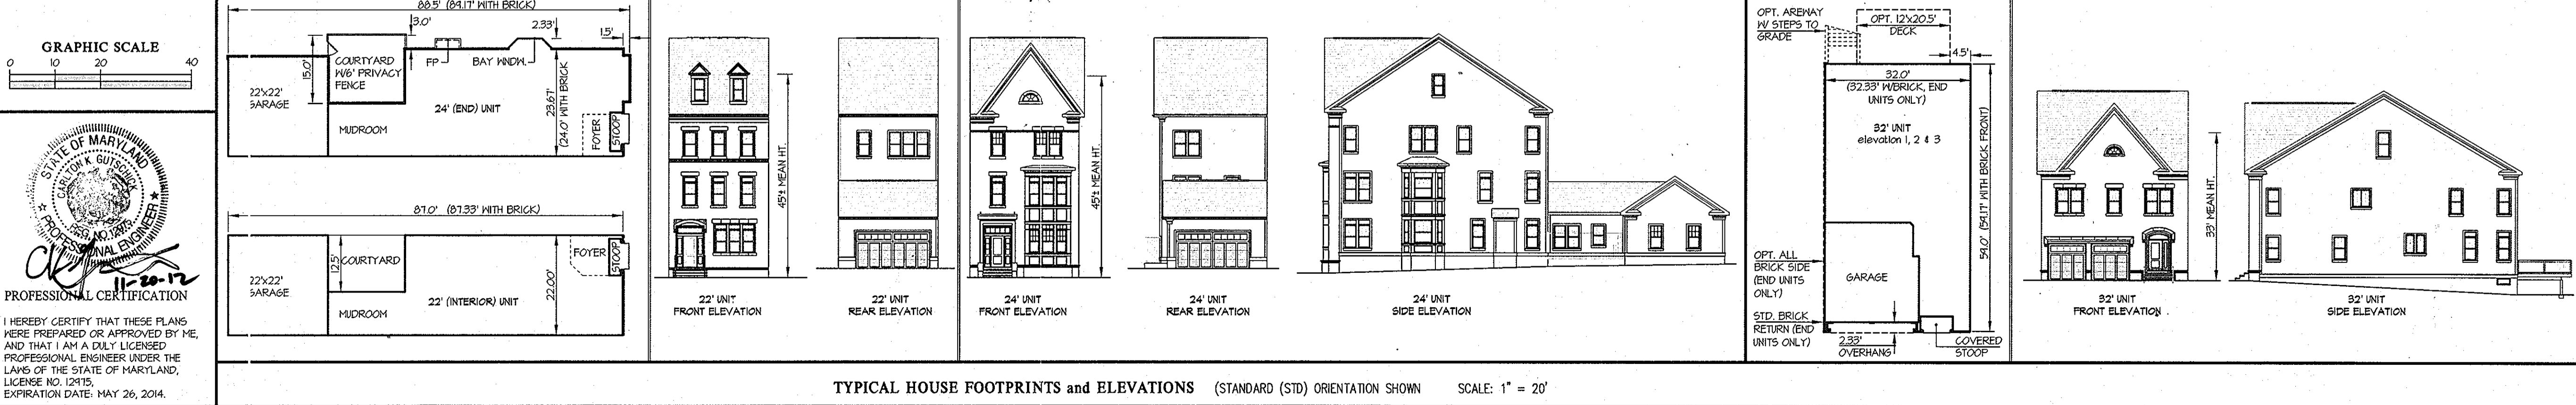 GRAPHIC SCALE
0 10 20 40
STATE OF MARYLAND
CARLTON K. GUTSCHICK
REG. NO. 12975
PROFESSIONAL ENGINEER
11-20-12
PROFESSIONAL CERTIFICATION
I HEREBY CERTIFY THAT THESE PLANS
WERE PREPARED OR APPROVED BY ME,
AND THAT I AM A DULY LICENSED
PROFESSIONAL ENGINEER UNDER THE
LAWS OF THE STATE OF MARYLAND,
LICENSE NO. 12975,
EXPIRATION DATE: MAY 26, 2014.
88.5' (89.17' WITH BRICK)
3.0'
2.33'
1.5'
15.0'
COURTYARD
W/6' PRIVACY
FENCE
FP
BAY WNDW.
22'x22'
GARAGE
24' (END) UNIT
MUDROOM
23.67'
(24.0' WITH BRICK)
FOYER
STOOP
87.0' (87.33' WITH BRICK)
12.5'
COURTYARD
FOYER
STOOP
22'x22'
GARAGE
22' (INTERIOR) UNIT
22.00'
MUDROOM
45'± MEAN HT.
22' UNIT
FRONT ELEVATION
22' UNIT
REAR ELEVATION
45'± MEAN HT.
24' UNIT
FRONT ELEVATION
24' UNIT
REAR ELEVATION
24' UNIT
SIDE ELEVATION
OPT. AREWAY
W/ STEPS TO
GRADE
OPT. 12'x20.5'
DECK
4.5'
32.0'
(32.33' W/BRICK, END
UNITS ONLY)
32' UNIT
elevation 1, 2 & 3
54.0' (54.17' WITH BRICK FRONT)
OPT. ALL
BRICK SIDE
(END UNITS
ONLY)
GARAGE
STD. BRICK
RETURN (END
UNITS ONLY)
2.33'
OVERHANG
COVERED
STOOP
33' MEAN HT.
32' UNIT
FRONT ELEVATION
32' UNIT
SIDE ELEVATION
TYPICAL HOUSE FOOTPRINTS and ELEVATIONS (STANDARD (STD) ORIENTATION SHOWN SCALE: 1" = 20'